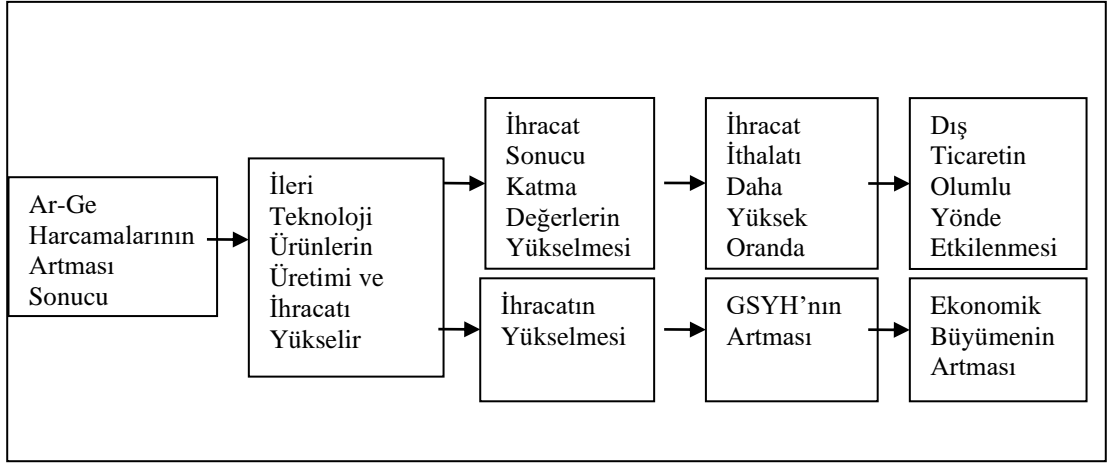 Ar-Ge
Harcamalarının
Artması
Sonucu
İleri
Teknoloji
Ürünlerin
Üretimi ve
İhracatı
Yükselir
İhracat
Sonucu
Katma
Değerlerin
Yükselmesi
İhracat
İthalatı
Daha
Yüksek
Oranda
Dış
Ticaretin
Olumlu
Yönde
Etkilenmesi
İhracatın
Yükselmesi
GSYH’nın
Artması
Ekonomik
Büyümenin
Artması